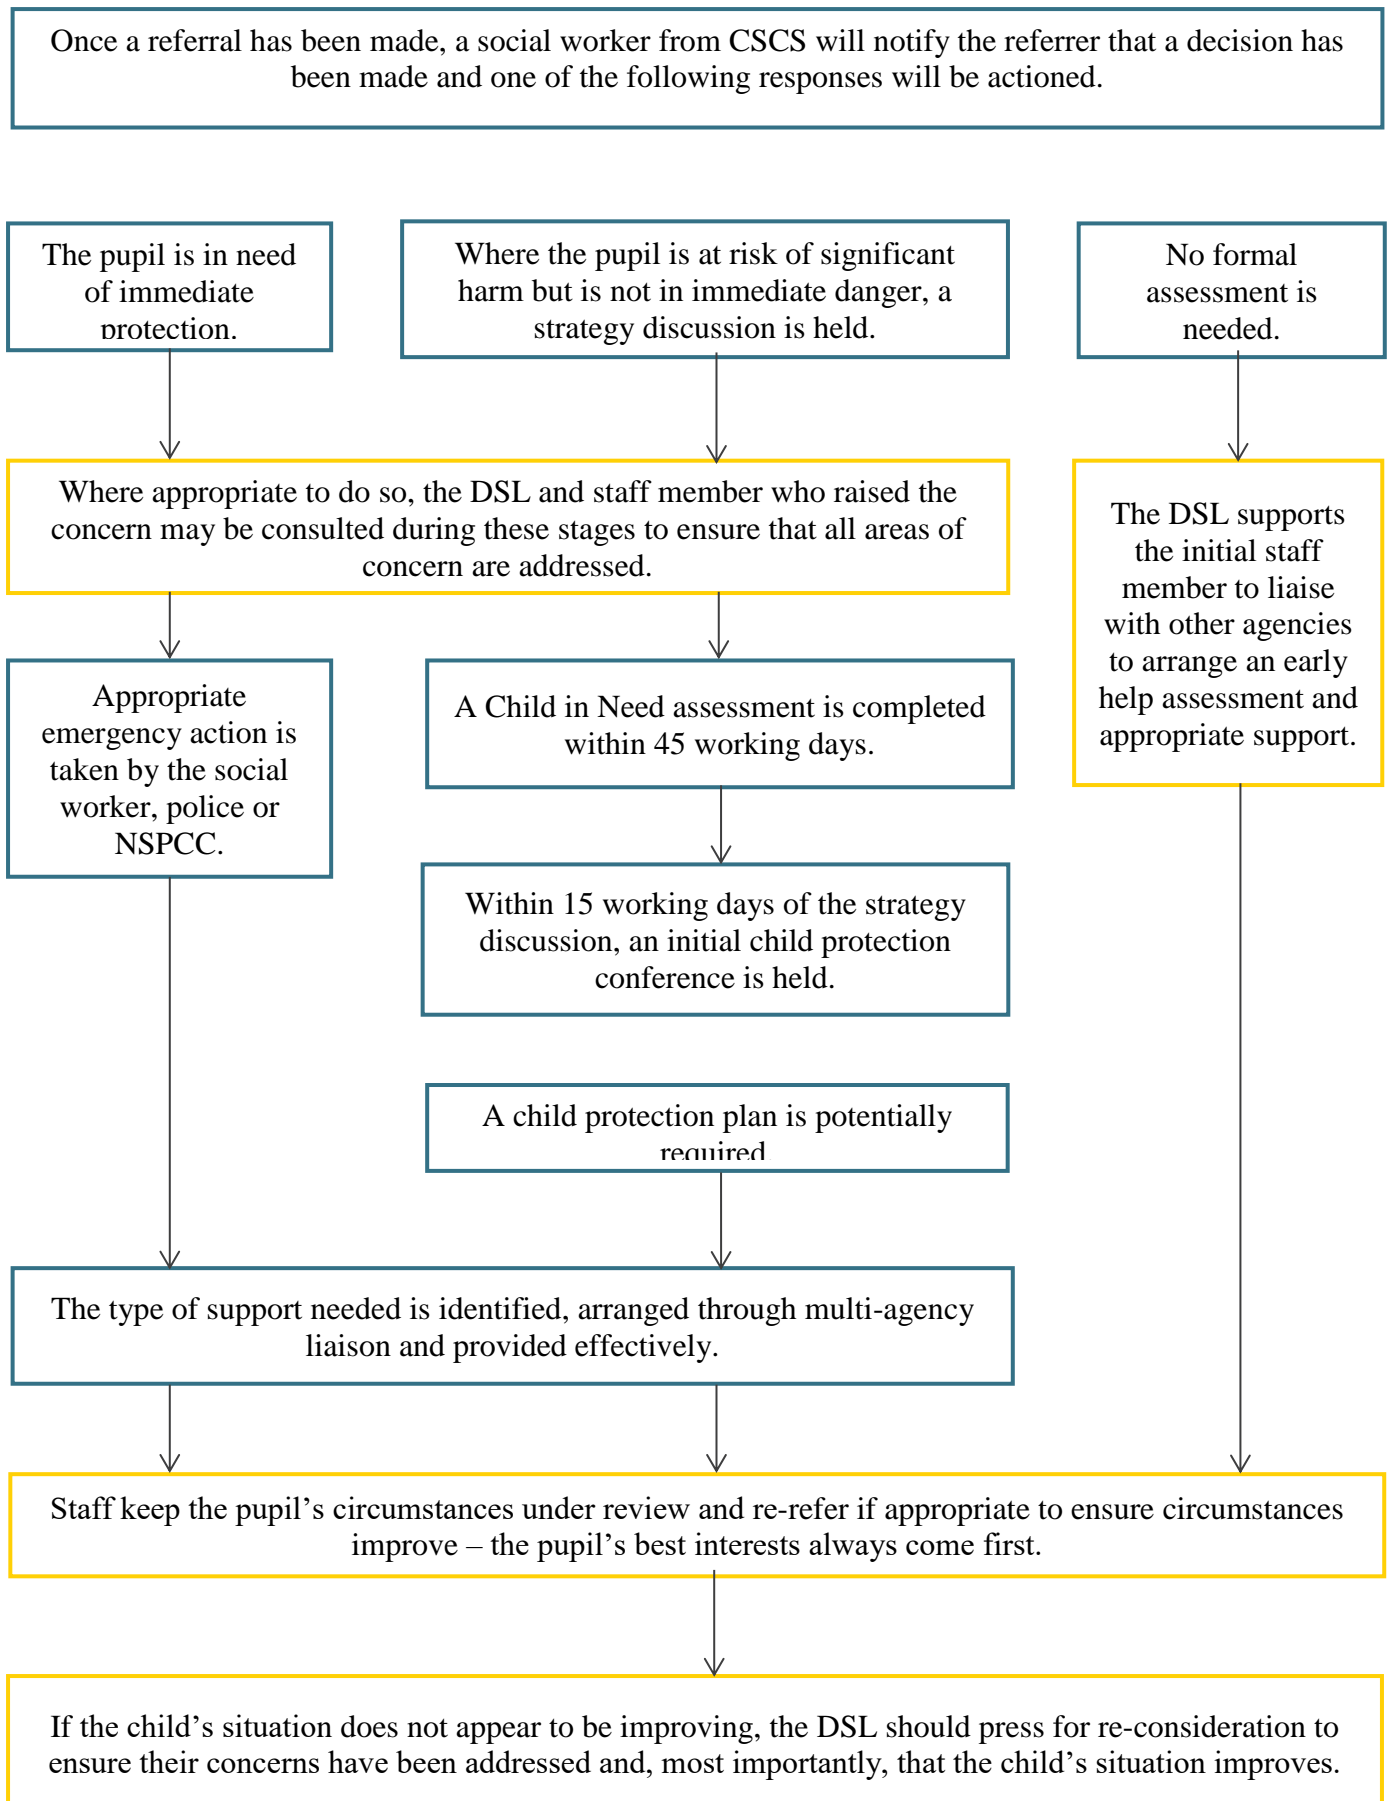 Once a referral has been made, a social worker from CSCS will notify the referrer that a decision has
been made and one of the following responses will be actioned.
The pupil is in need
of immediate
protection.
Where the pupil is at risk of significant
harm but is not in immediate danger, a
strategy discussion is held.
No formal
assessment is
needed.
Where appropriate to do so, the DSL and staff member who raised the
concern may be consulted during these stages to ensure that all areas of
concern are addressed.
The DSL supports
the initial staff
member to liaise
with other agencies
to arrange an early
help assessment and
appropriate support.
Appropriate
emergency action is
taken by the social
worker, police or
NSPCC.
A Child in Need assessment is completed
within 45 working days.
Within 15 working days of the strategy
discussion, an initial child protection
conference is held.
A child protection plan is potentially
required.
The type of support needed is identified, arranged through multi-agency
liaison and provided effectively.
Staff keep the pupil’s circumstances under review and re-refer if appropriate to ensure circumstances
improve – the pupil’s best interests always come first.
If the child’s situation does not appear to be improving, the DSL should press for re-consideration to
ensure their concerns have been addressed and, most importantly, that the child’s situation improves.